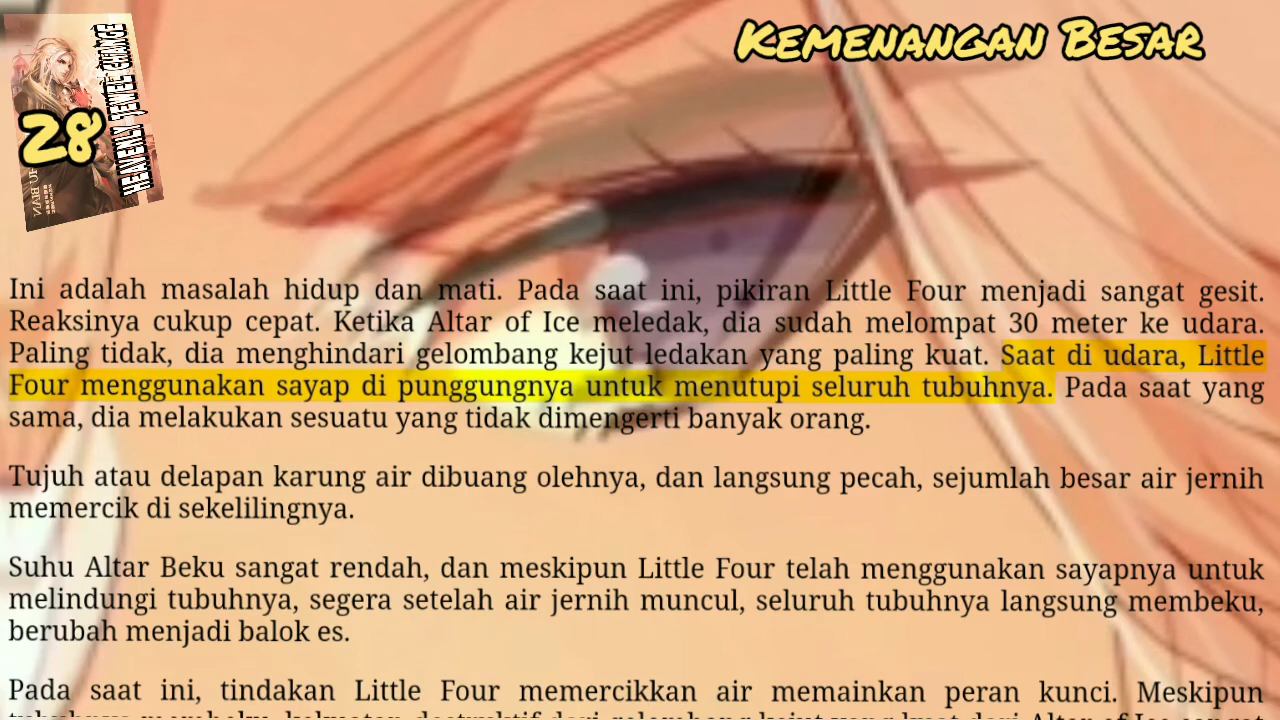 Kemenangan Besar
HEAVENLY JEWEL CHANGE
28
Ini adalah masalah hidup dan mati. Pada saat ini, pikiran Little Four menjadi sangat gesit.
Reaksinya cukup cepat. Ketika Altar of Ice meledak, dia sudah melompat 30 meter ke udara.
Paling tidak, dia menghindari gelombang kejut ledakan yang paling kuat. Saat di udara, Little
Four menggunakan sayap di punggungnya untuk menutupi seluruh tubuhnya. Pada saat yang
sama, dia melakukan sesuatu yang tidak dimengerti banyak orang.
Tujuh atau delapan karung air dibuang olehnya, dan langsung pecah, sejumlah besar air jernih
memercik di sekelilingnya.
Suhu Altar Beku sangat rendah, dan meskipun Little Four telah menggunakan sayapnya untuk
melindungi tubuhnya, segera setelah air jernih muncul, seluruh tubuhnya langsung membeku,
berubah menjadi balok es.
Pada saat ini, tindakan Little Four memercikkan air memainkan peran kunci. Meskipun